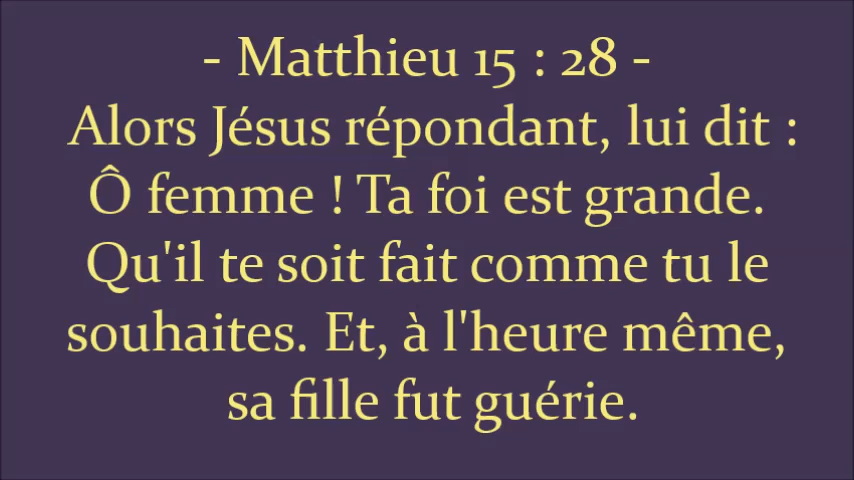 - Matthieu 15 : 28 -
Alors Jésus répondant, lui dit :
Ô femme ! Ta foi est grande.
Qu'il te soit fait comme tu le
souhaites. Et, à l'heure même,
sa fille fut guérie.